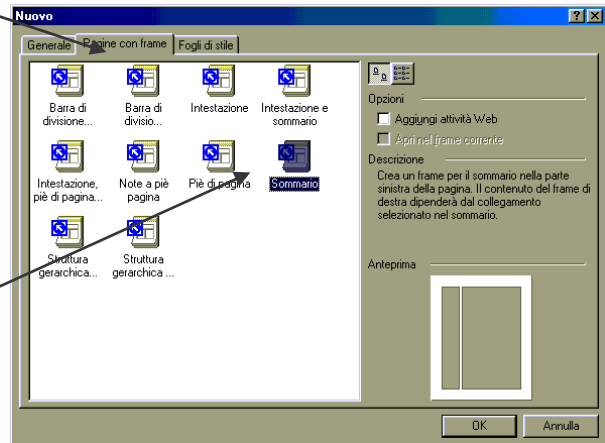 Nuovo
Generale
Pagine con frame
Fogli di stile
Barra di
divisione...
Barra di
divisio...
Intestazione
Intestazione e
sommario
Intestazione,
piè di pagina...
Note a piè
pagina
Piè di pagina
Sommario
Struttura
gerarchica...
Struttura
gerarchica ...
Opzioni
Aggiungi attività Web
Apri nel frame corrente
Descrizione
Crea un frame per il sommario nella parte
sinistra della pagina. Il contenuto del frame di
destra dipenderà dal collegamento
selezionato nel sommario.
Anteprima
OK
Annulla